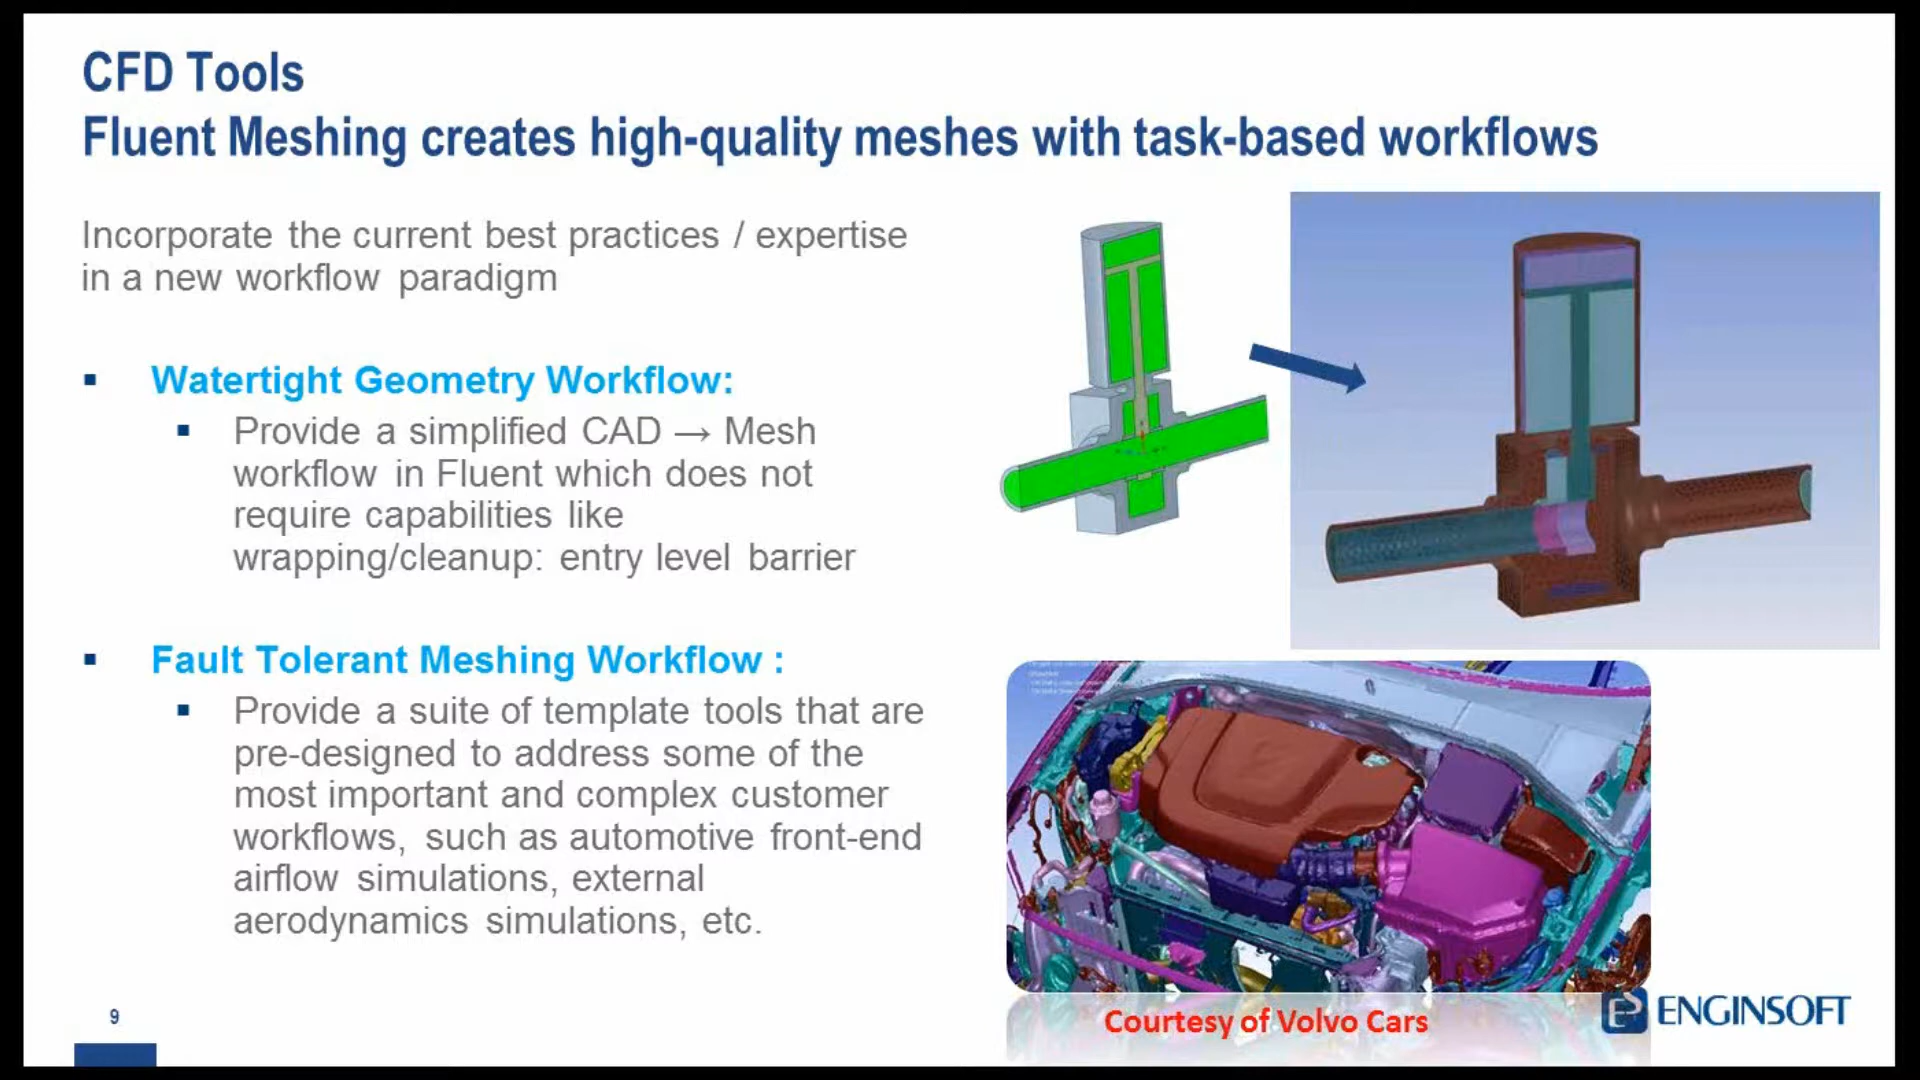 CFD Tools
Fluent Meshing creates high-quality meshes with task-based workflows
Incorporate the current best practices / expertise
in a new workflow paradigm
▪ Watertight Geometry Workflow:
▪ Provide a simplified CAD → Mesh
workflow in Fluent which does not
require capabilities like
wrapping/cleanup: entry level barrier
▪ Fault Tolerant Meshing Workflow :
▪ Provide a suite of template tools that are
pre-designed to address some of the
most important and complex customer
workflows, such as automotive front-end
airflow simulations, external
aerodynamics simulations, etc.
Courtesy of Volvo Cars
9
ENGINSOFT